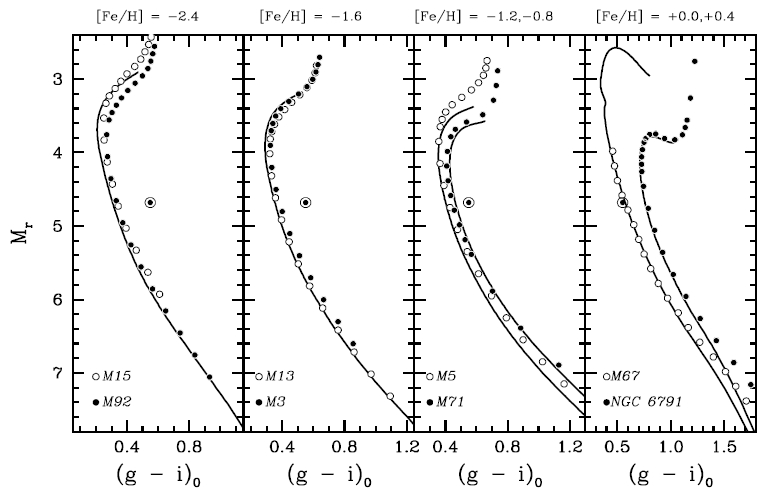 [Fe/H] = −2.4 [Fe/H] = −1.6 [Fe/H] = −1.2,−0.8 [Fe/H] = +0.0,+0.4
3
4
5
6
7
M_r
M15 M13 M5 M67
M92 M3 M71 NGC 6791
0.4 0.8 0.4 0.8 1.2 0.4 0.8 1.2 0.5 1.0 1.5
(g − i)_0 (g − i)_0 (g − i)_0 (g − i)_0